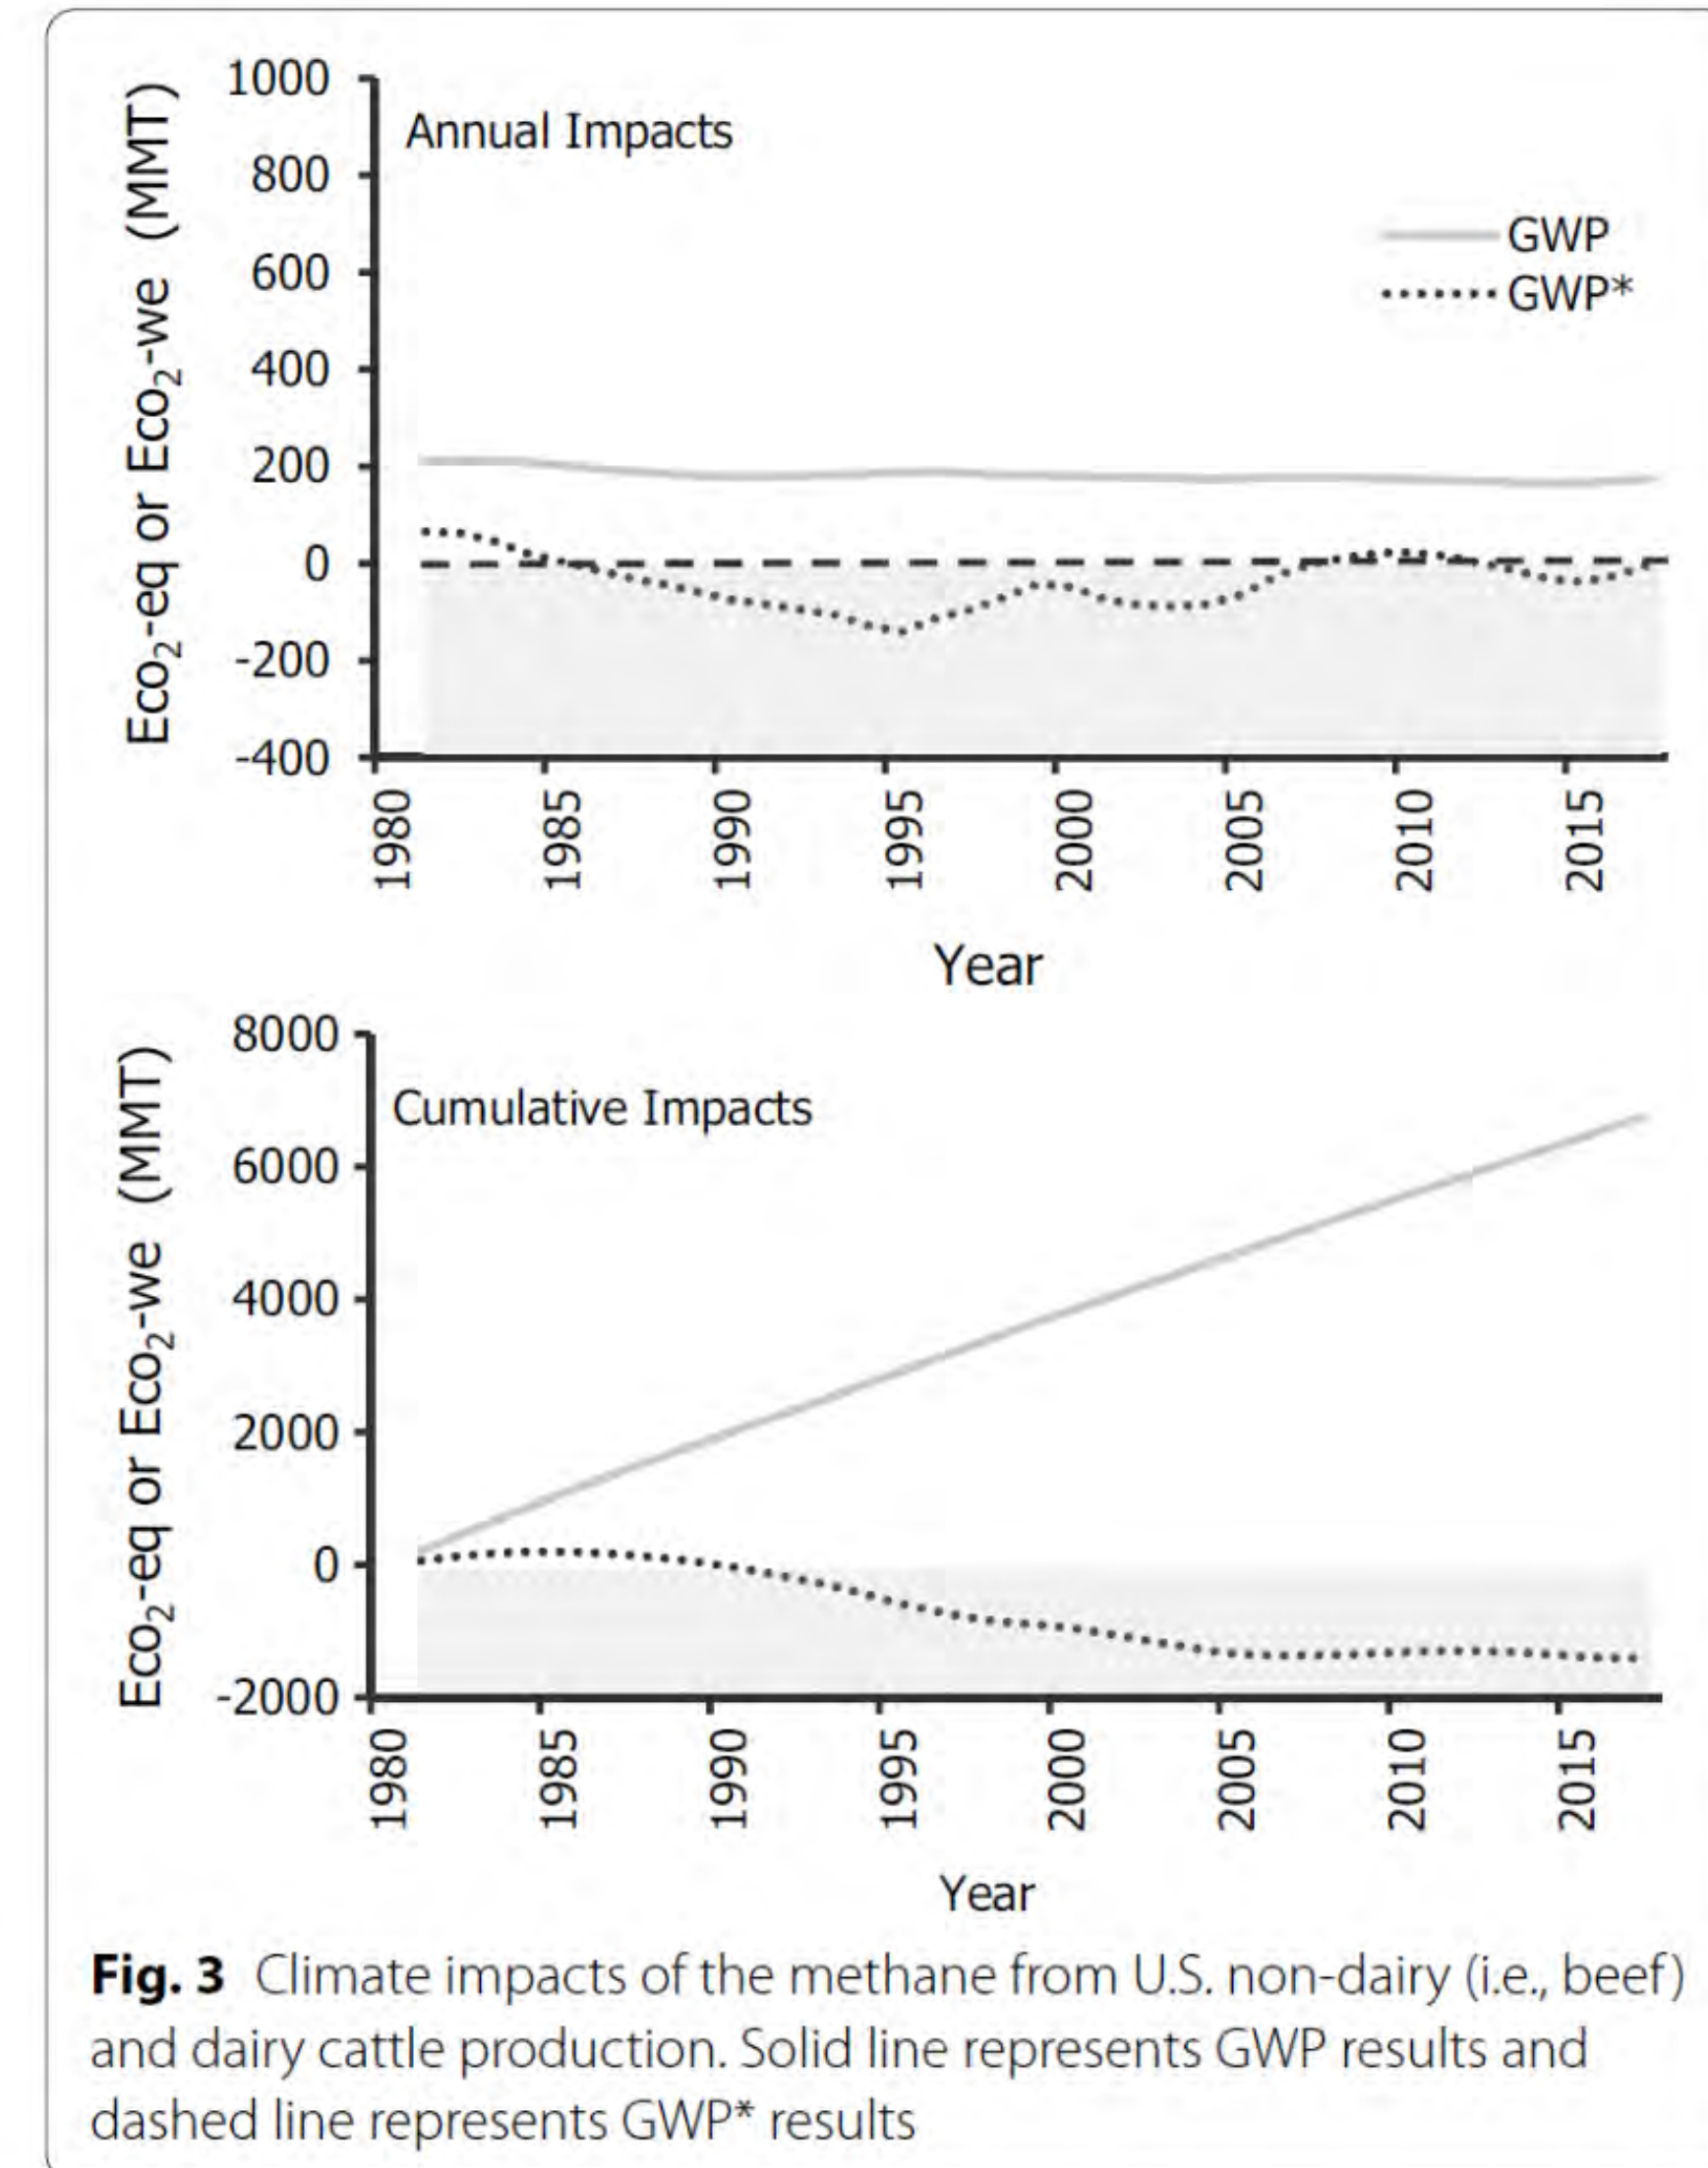 1000
Annual Impacts
800
600
GWP
GWP*
400
200
0
-200
-400
Eco₂-eq or Eco₂-we (MMT)
1980
1985
1990
1995
2000
2005
2010
2015
Year
8000
Cumulative Impacts
6000
4000
2000
0
-2000
Eco₂-eq or Eco₂-we (MMT)
1980
1985
1990
1995
2000
2005
2010
2015
Year
Fig. 3 Climate impacts of the methane from U.S. non-dairy (i.e., beef)
and dairy cattle production. Solid line represents GWP results and
dashed line represents GWP* results